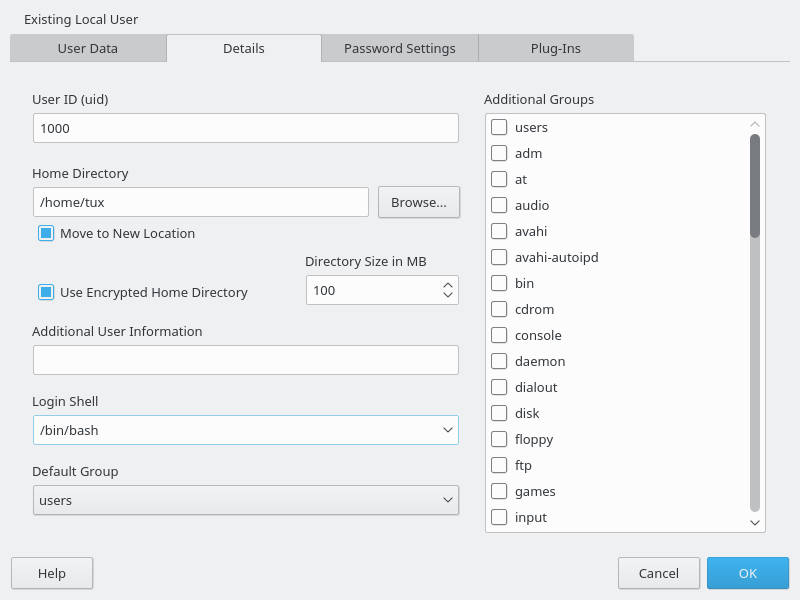 Existing Local User
User Data
Details
Password Settings
Plug-Ins
User ID (uid)
1000
Home Directory
/home/tux
Browse...
Move to New Location
Directory Size in MB
Use Encrypted Home Directory
100
Additional User Information
Login Shell
/bin/bash
Default Group
users
Additional Groups
users
adm
at
audio
avahi
avahi-autoipd
bin
cdrom
console
daemon
dialout
disk
floppy
ftp
games
input
Help
Cancel
OK